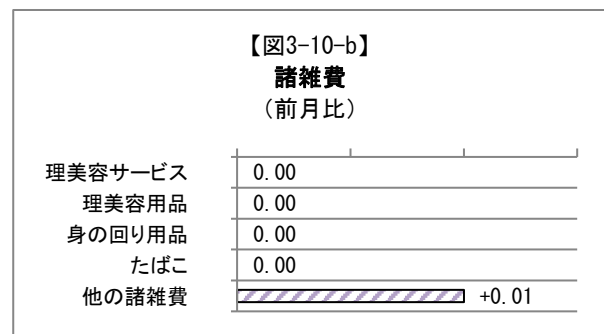 【図3-10-b】
諸雑費
（前月比）
理美容サービス 0.00
理美容用品 0.00
身の回り用品 0.00
たばこ 0.00
他の諸雑費 +0.01